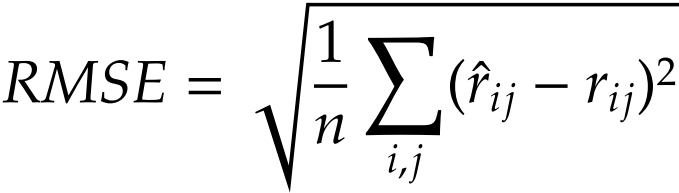 RMSE = √(1/n ∑_{i,j} (r̂_{ij} − r_{ij})²)